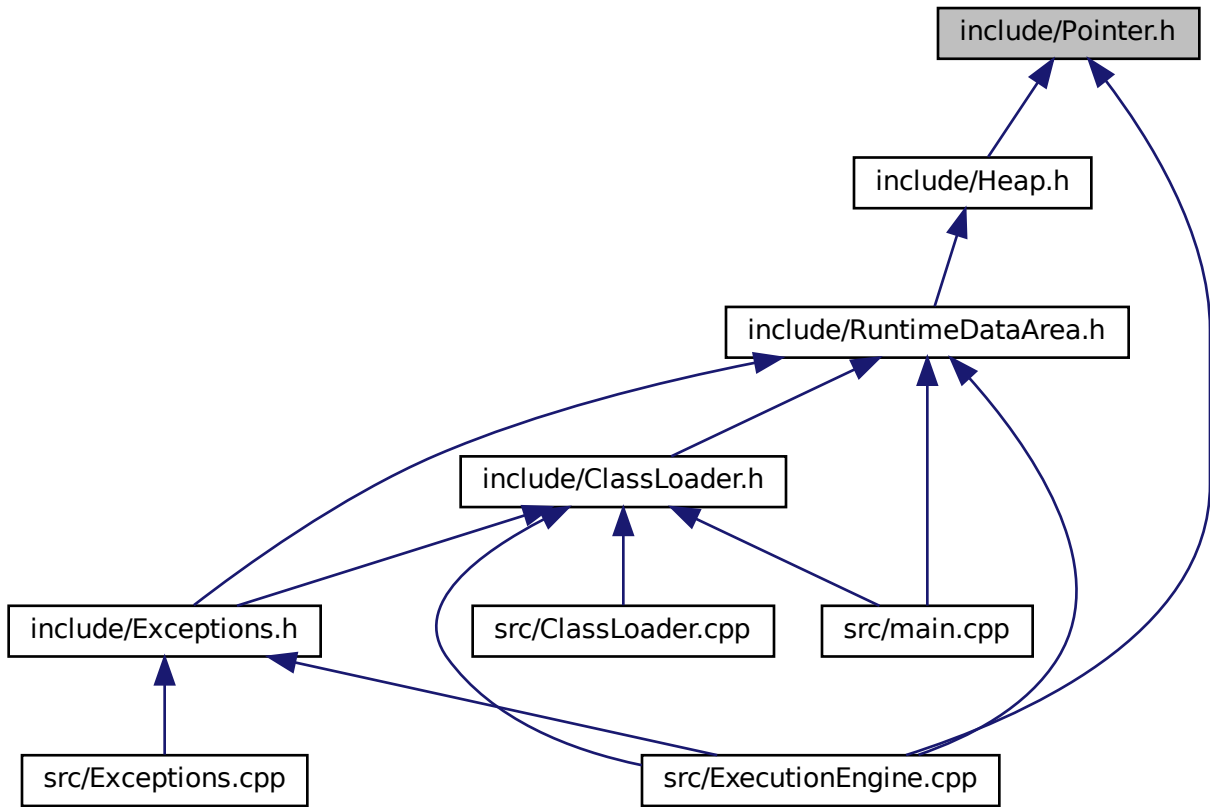 include/Pointer.h
include/Heap.h
include/RuntimeDataArea.h
include/ClassLoader.h
include/Exceptions.h
src/ClassLoader.cpp
src/main.cpp
src/Exceptions.cpp
src/ExecutionEngine.cpp